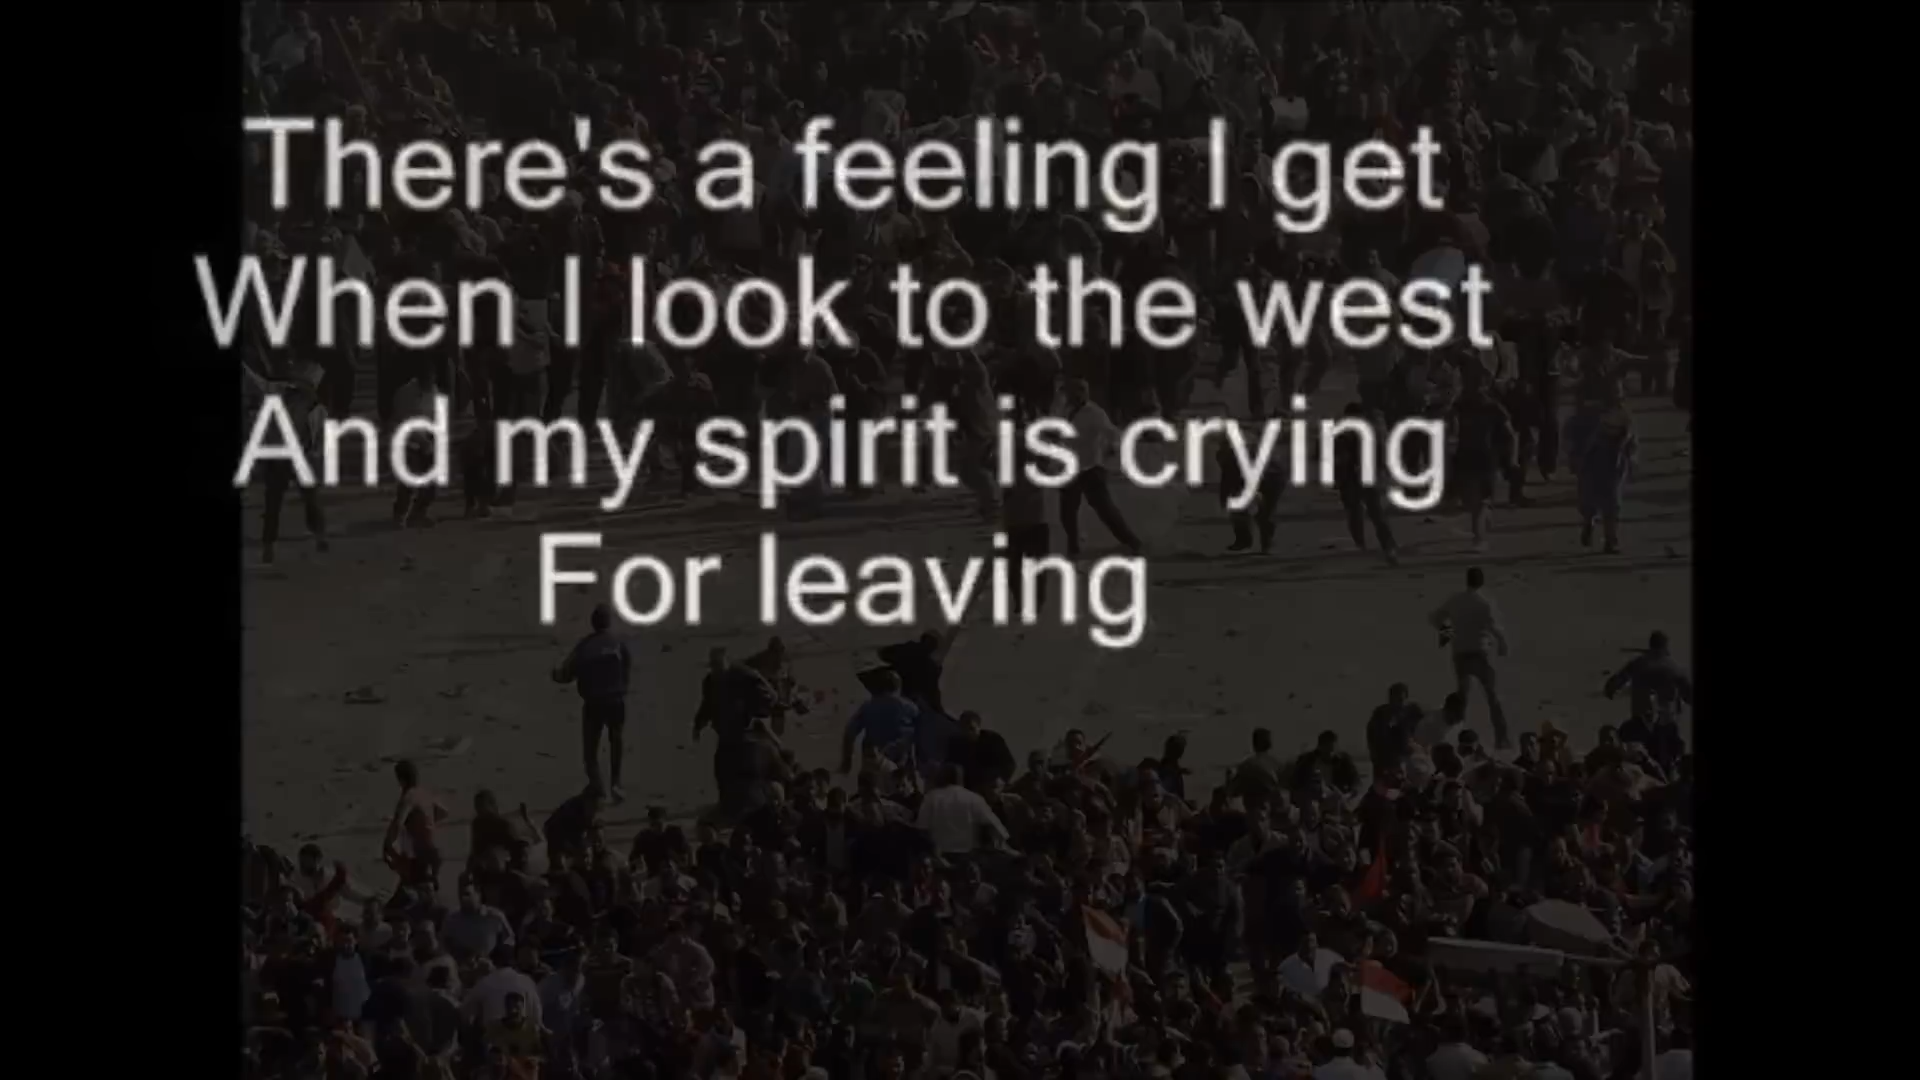 There's a feeling I get
When I look to the west
And my spirit is crying
For leaving